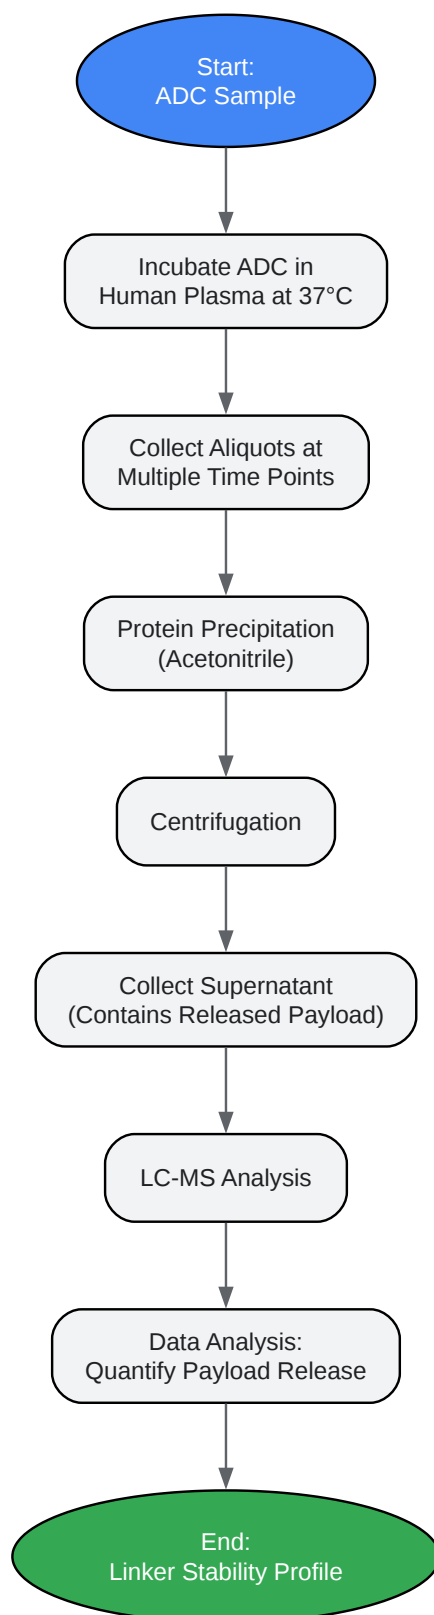 Start:
ADC Sample
Incubate ADC in
Human Plasma at 37°C
Collect Aliquots at
Multiple Time Points
Protein Precipitation
(Acetonitrile)
Centrifugation
Collect Supernatant
(Contains Released Payload)
LC-MS Analysis
Data Analysis:
Quantify Payload Release
End:
Linker Stability Profile